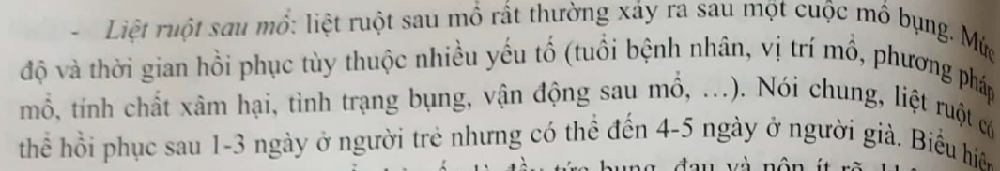 - Liệt ruột sau mổ: liệt ruột sau mổ rất thường xảy ra sau một cuộc mổ bụng. Mức
độ và thời gian hồi phục tùy thuộc nhiều yếu tố (tuổi bệnh nhân, vị trí mổ, phương pháp
mổ, tính chất xâm hại, tình trạng bụng, vận động sau mổ, …). Nói chung, liệt ruột có
thể hồi phục sau 1-3 ngày ở người trẻ nhưng có thể đến 4-5 ngày ở người già. Biểu hiện
bụng, đau và nôn ít rõ